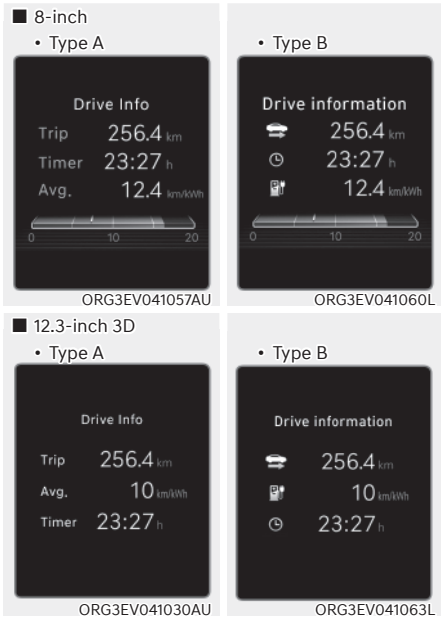 ■ 8-inch
• Type A
Drive Info
Trip 256.4 km
Timer 23:27 h
Avg. 12.4 km/kWh
0 10 20
ORG3EV041057AU
• Type B
Drive information
256.4 km
23:27 h
12.4 km/kWh
0 10 20
ORG3EV041060L
■ 12.3-inch 3D
• Type A
Drive Info
Trip 256.4 km
Avg. 10 km/kWh
Timer 23:27 h
ORG3EV041030AU
• Type B
Drive information
256.4 km
10 km/kWh
23:27 h
ORG3EV041063L